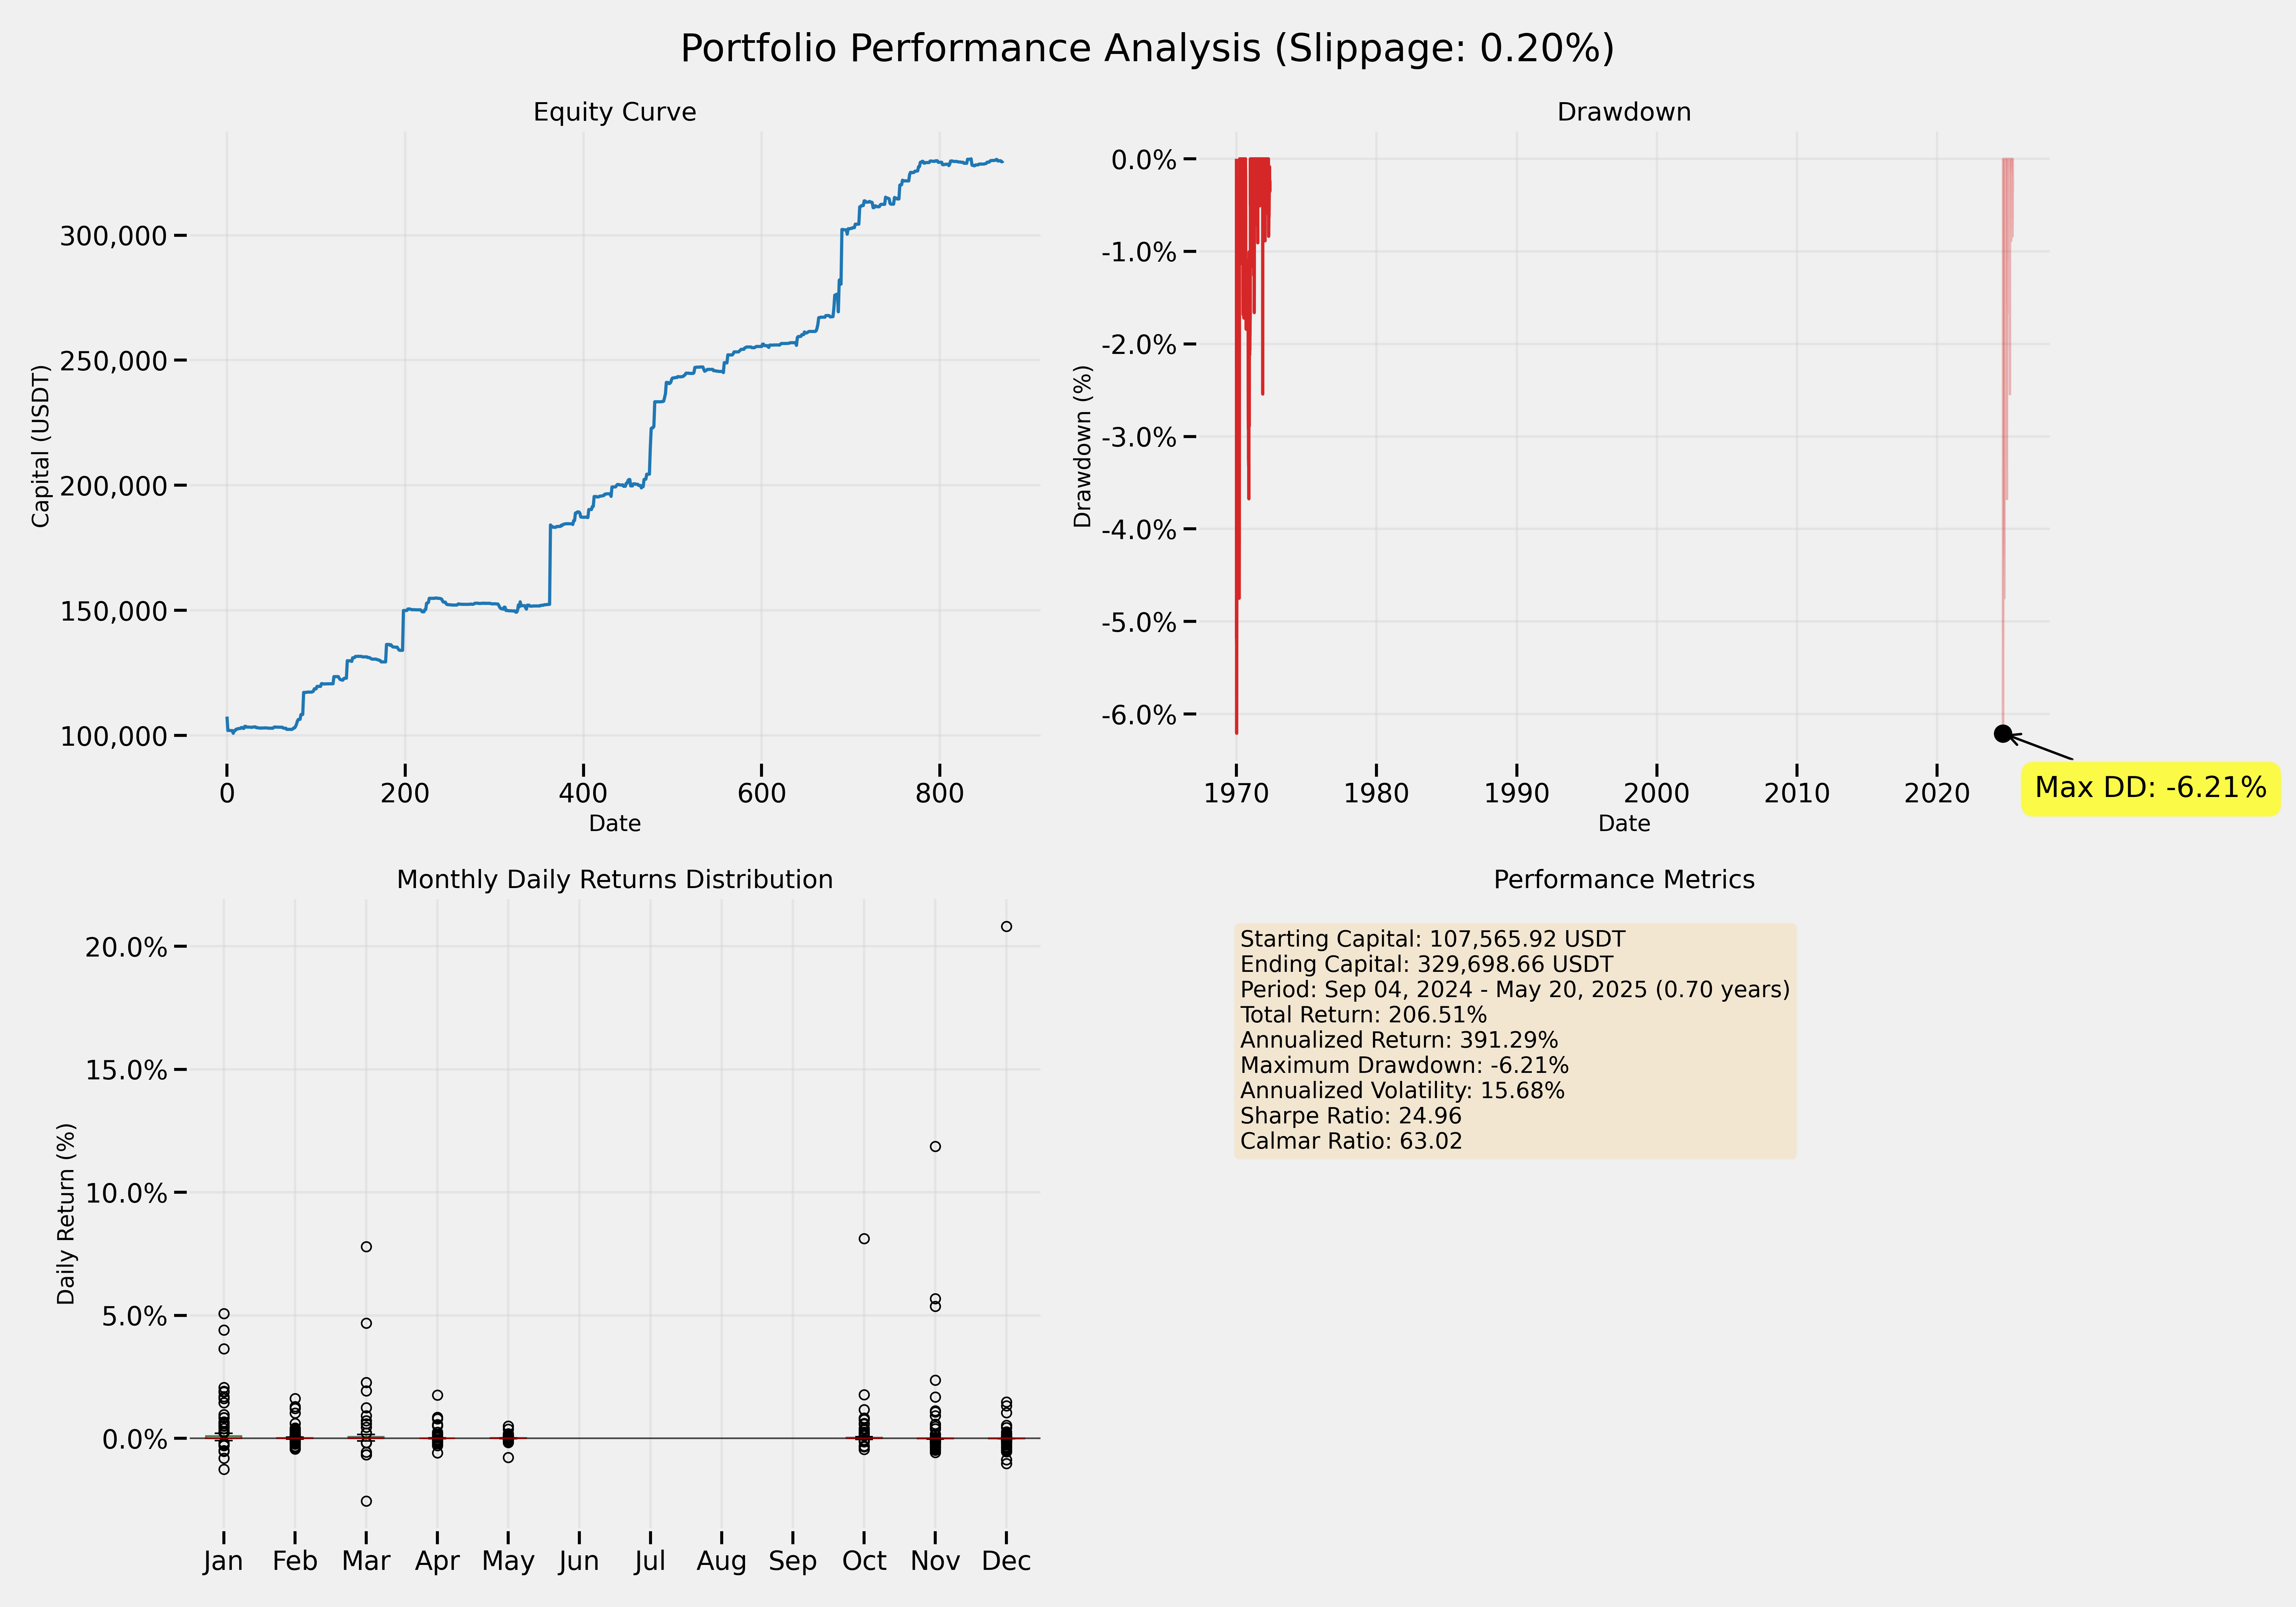 Portfolio Performance Analysis (Slippage: 0.20%)
Equity Curve
Capital (USDT)
300,000
250,000
200,000
150,000
100,000
0 200 400 600 800
Date
Drawdown
Drawdown (%)
0.0%
-1.0%
-2.0%
-3.0%
-4.0%
-5.0%
-6.0%
1970 1980 1990 2000 2010 2020
Date
Max DD: -6.21%
Monthly Daily Returns Distribution
Daily Return (%)
20.0%
15.0%
10.0%
5.0%
0.0%
Jan Feb Mar Apr May Jun Jul Aug Sep Oct Nov Dec
Performance Metrics
Starting Capital: 107,565.92 USDT
Ending Capital: 329,698.66 USDT
Period: Sep 04, 2024 - May 20, 2025 (0.70 years)
Total Return: 206.51%
Annualized Return: 391.29%
Maximum Drawdown: -6.21%
Annualized Volatility: 15.68%
Sharpe Ratio: 24.96
Calmar Ratio: 63.02